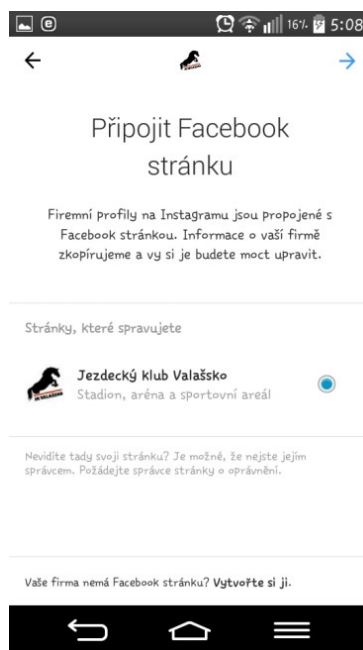 16% 5:08
Připojit Facebook
stránku
Firemní profily na Instagramu jsou propojené s
Facebook stránkou. Informace o vaší firmě
zkopírujeme a vy si je budete moct upravit.
Stránky, které spravujete
Jezdecký klub Valašsko
Stadion, aréna a sportovní areál
Nevidíte tady svoji stránku? Je možné, že nejste jejím
správcem. Požádejte správce stránky o oprávnění.
Vaše firma nemá Facebook stránku? Vytvořte si ji.